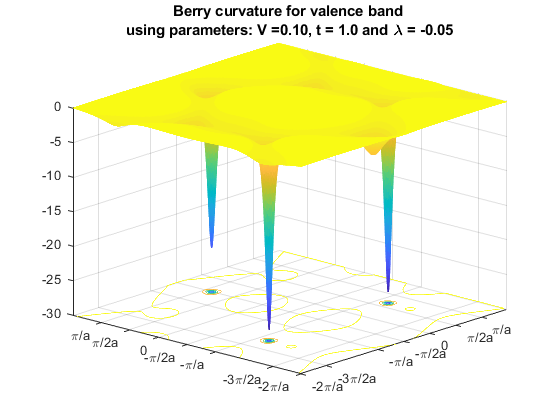 Berry curvature for valence band
using parameters: V =0.10, t = 1.0 and λ = -0.05
0
-5
-10
-15
-20
-25
-30
π/a
π/2a
0
-π/2a
-π/a
-3π/2a
-2π/a
-2π/a
-3π/2a
-π/a
-π/2a
0
π/2a
π/a